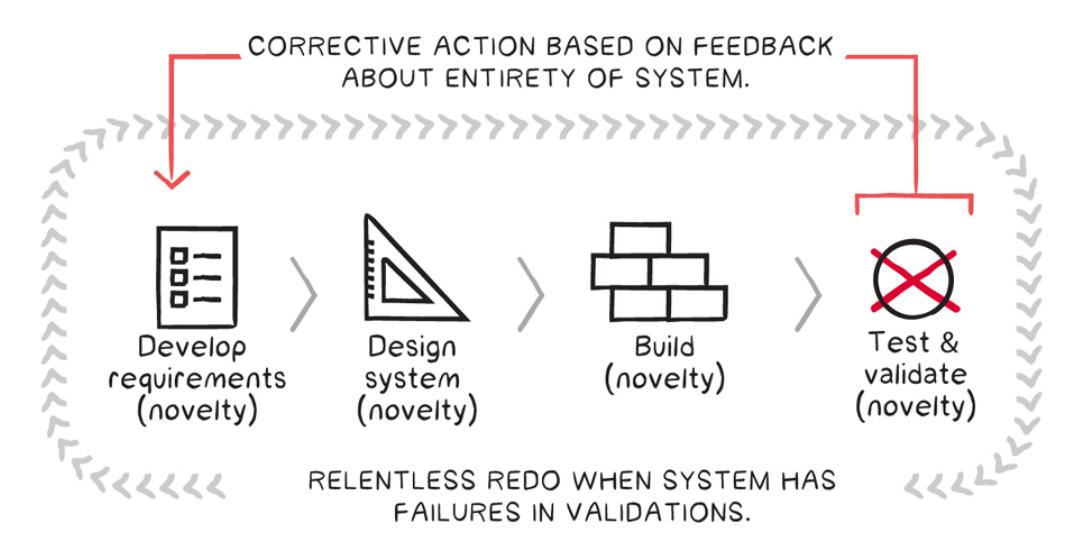 CORRECTIVE ACTION BASED ON FEEDBACK
ABOUT ENTIRETY OF SYSTEM.
Develop
requirements
(novelty)
Design
system
(novelty)
Build
(novelty)
Test &
validate
(novelty)
RELENTLESS REDO WHEN SYSTEM HAS
FAILURES IN VALIDATIONS.